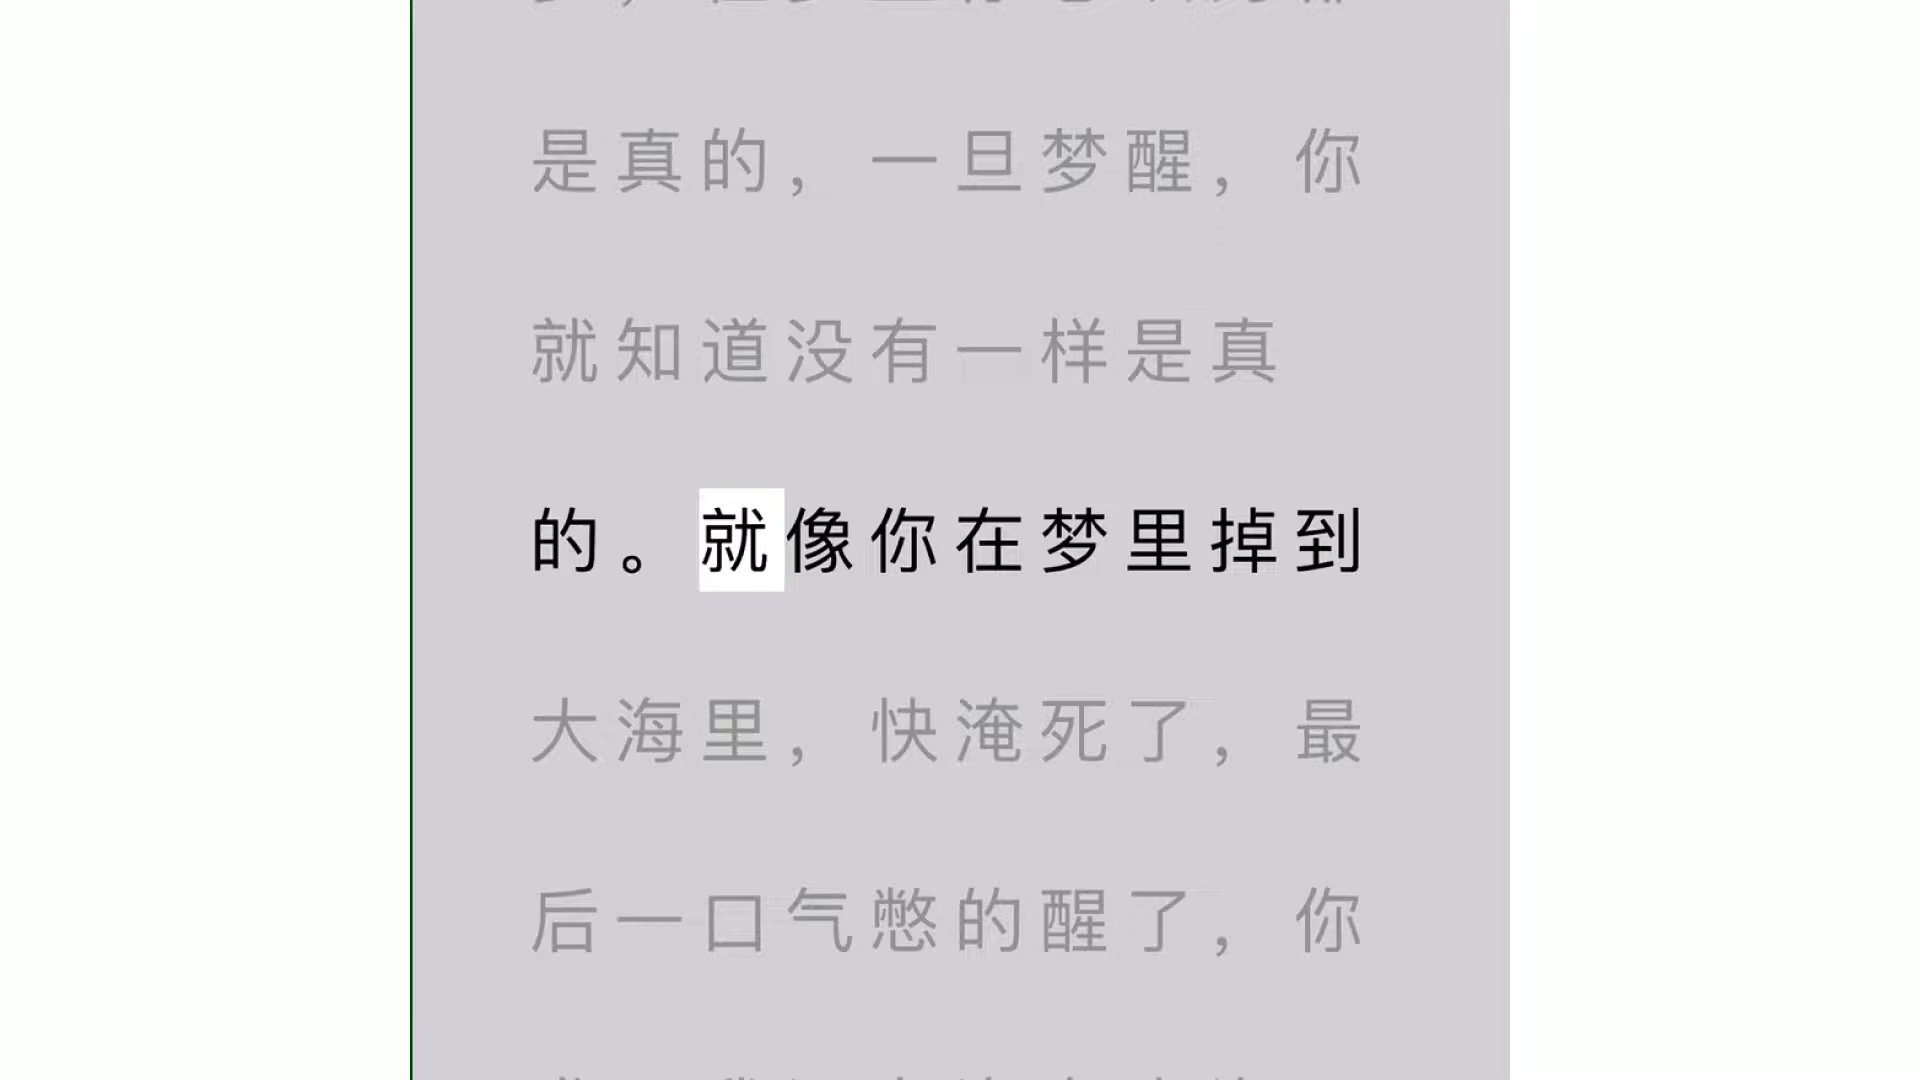 是真的，一旦梦醒，你
就知道没有一样是真
的。就像你在梦里掉到
大海里，快淹死了，最
后一口气憋的醒了，你